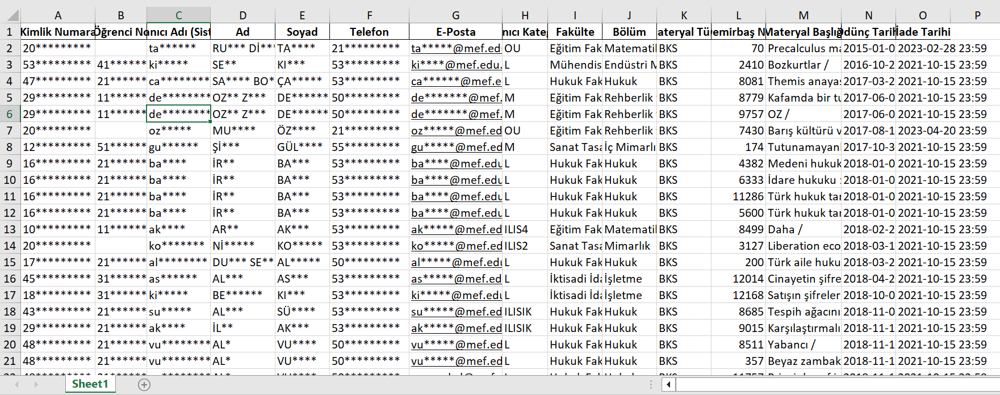 A B C D E F G H I J K L M N O P
1 Kimlik Numara Öğrenci No anıcı Adı (Sist Ad Soyad Telefon E-Posta nıcı Kateg Fakülte Bölüm ateryal Tü emirbaş N Materyal Başlığ Ödünç Tarih İade Tarihi
2 20********* ta****** RU*** Dİ*** TA**** 21********* ta*****@mef.ed OU Eğitim Fak Matematik BKS 70 Precalculus ma 2015-01-0 2023-02-28 23:59
3 53********* 41****** ki***** SE** KI*** 53********* ki****@mef.edu. L Mühendis Endüstri M BKS 2410 Bozkurtlar / 2016-10-2 2021-10-15 23:59
4 47********* 21****** ca******** SA**** BO* ÇA***** 53********* ca******@mef.e L Hukuk Fak Hukuk BKS 8081 Themis anayas 2017-03-2 2021-10-15 23:59
5 29********* 11****** de******** OZ** Z*** DE****** 50********* de*******@mef. M Eğitim Fak Rehberlik BKS 8779 Kafamda bir tu 2017-06-0 2021-10-15 23:59
6 29********* 11****** de******** OZ** Z*** DE****** 50********* de*******@mef. M Eğitim Fak Rehberlik BKS 9757 OZ / 2017-06-0 2021-10-15 23:59
7 20********* oz***** MU**** ÖZ**** 21********* oz*****@mef.ed OU Eğitim Fak Rehberlik BKS 7430 Barış kültürü v 2017-08-1 2023-04-20 23:59
8 12********* 51****** gu****** Şİ*** GÜL**** 55********* gu*****@mef.ed M Sanat Tasa İç Mimarlı BKS 174 Tutunamayanl 2017-10-3 2021-10-15 23:59
9 16********* 21****** ba**** İR** BA*** 53********* ba****@mef.edu L Hukuk Fak Hukuk BKS 4382 Medeni hukuk 2018-01-0 2021-10-15 23:59
10 16********* 21****** ba**** İR** BA*** 53********* ba****@mef.edu L Hukuk Fak Hukuk BKS 6333 İdare hukuku : 2018-01-0 2021-10-15 23:59
11 16********* 21****** ba**** İR** BA*** 53********* ba****@mef.edu L Hukuk Fak Hukuk BKS 11286 Türk hukuk tar 2018-01-0 2021-10-15 23:59
12 16********* 21****** ba**** İR** BA*** 53********* ba****@mef.edu L Hukuk Fak Hukuk BKS 5600 Türk hukuk tar 2018-01-0 2021-10-15 23:59
13 10********* 11****** ak**** AR** AK*** 53********* ak****@mef.ed ILIS4 Eğitim Fak Matematik BKS 8499 Daha / 2018-02-2 2021-10-15 23:59
14 20********* ko******* Nİ***** KO***** 53********* ko*****@mef.ed ILIS2 Sanat Tasa Mimarlık BKS 3127 Liberation eco 2018-03-1 2021-10-15 23:59
15 17********* 21****** al******** DU*** SE** AL***** 50********* al*****@mef.edu L Hukuk Fak Hukuk BKS 200 Türk aile huku 2018-03-2 2021-10-15 23:59
16 45********* 31****** as****** AL*** AS*** 53********* as*****@mef.ed L İktisadi İda İşletme BKS 12014 Cinayetin şifre 2018-04-2 2021-10-15 23:59
17 18********* 31****** ki***** BE****** KI*** 53********* ki*****@mef.edu L İktisadi İda İşletme BKS 12168 Satışın şifreler 2018-10-0 2021-10-15 23:59
18 43********* 21****** su***** AL*** SÜ**** 53********* su*****@mef.ed ILISIK Hukuk Fak Hukuk BKS 8685 Tespih ağacını 2018-11-0 2021-10-15 23:59
19 29********* 21****** ak**** İL** AK*** 53********* ak*****@mef.ed ILISIK Hukuk Fak Hukuk BKS 9015 Karşılaştırmalı 2018-11-1 2021-10-15 23:59
20 48********* 21****** vu******** AL* VU**** 50********* vu*****@mef.ed L Hukuk Fak Hukuk BKS 8511 Yabancı / 2018-11-1 2021-10-15 23:59
21 48********* 21****** vu******** AL* VU**** 50********* vu*****@mef.ed L Hukuk Fak Hukuk BKS 357 Beyaz zambak 2018-11-1 2021-10-15 23:59
Sheet1